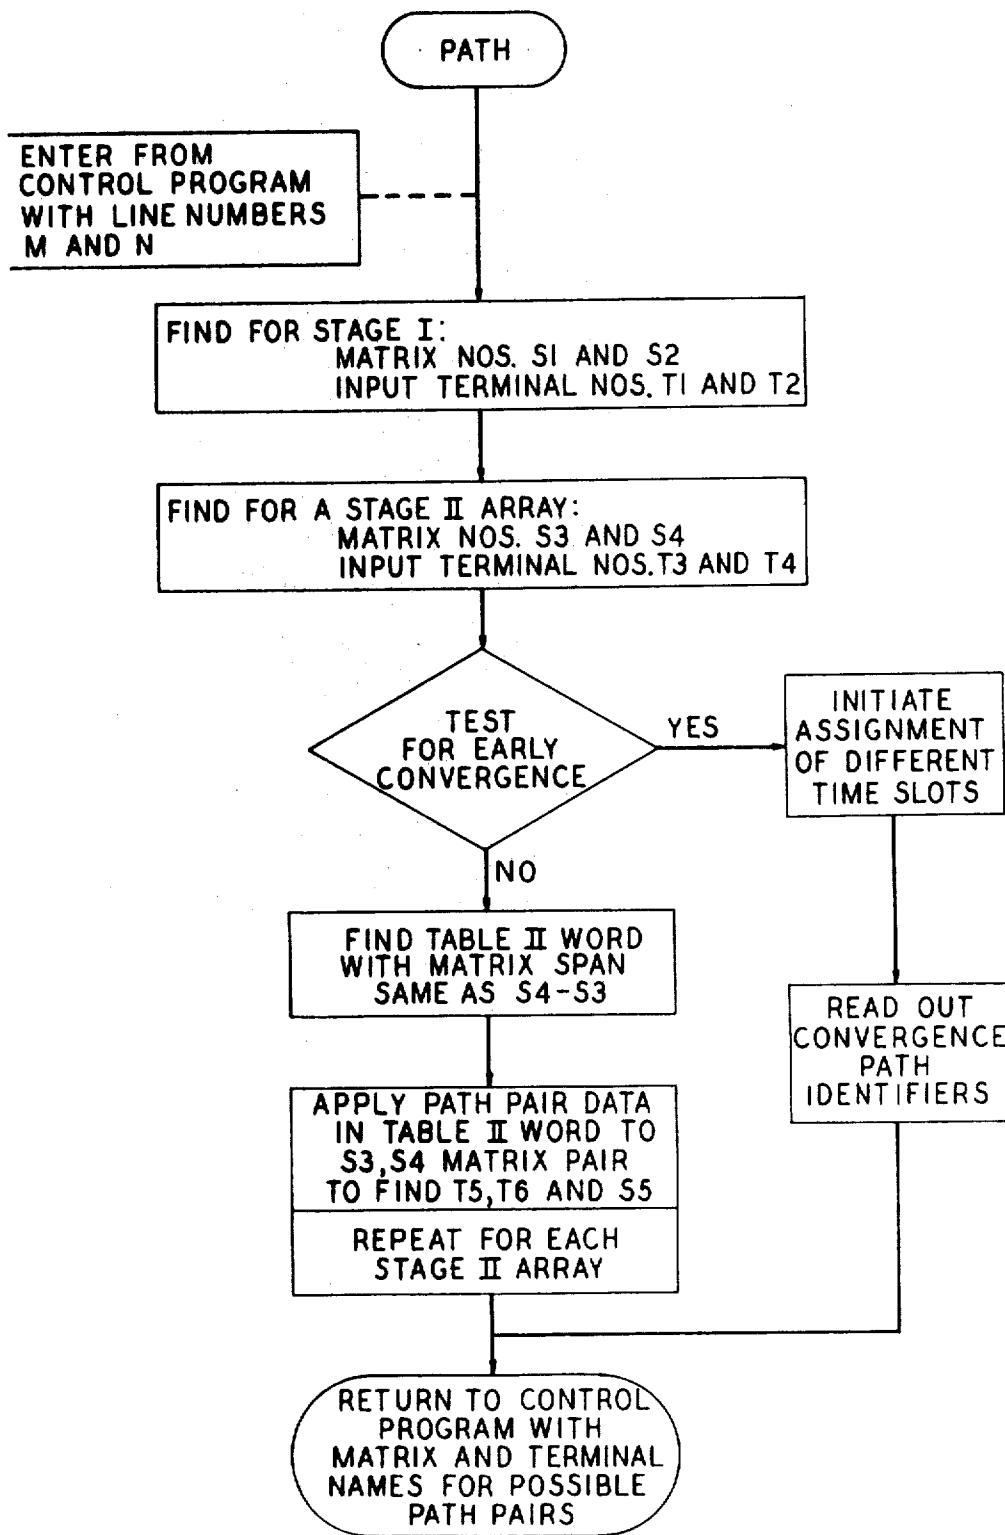 PATH
ENTER FROM
CONTROL PROGRAM
WITH LINE NUMBERS
M AND N
FIND FOR STAGE I:
MATRIX NOS. S1 AND S2
INPUT TERMINAL NOS. T1 AND T2
FIND FOR A STAGE II ARRAY:
MATRIX NOS. S3 AND S4
INPUT TERMINAL NOS. T3 AND T4
TEST
FOR EARLY
CONVERGENCE
YES
INITIATE
ASSIGNMENT
OF DIFFERENT
TIME SLOTS
NO
FIND TABLE II WORD
WITH MATRIX SPAN
SAME AS S4-S3
READ OUT
CONVERGENCE
PATH
IDENTIFIERS
APPLY PATH PAIR DATA
IN TABLE II WORD TO
S3,S4 MATRIX PAIR
TO FIND T5,T6 AND S5
REPEAT FOR EACH
STAGE II ARRAY
RETURN TO CONTROL
PROGRAM WITH
MATRIX AND TERMINAL
NAMES FOR POSSIBLE
PATH PAIRS